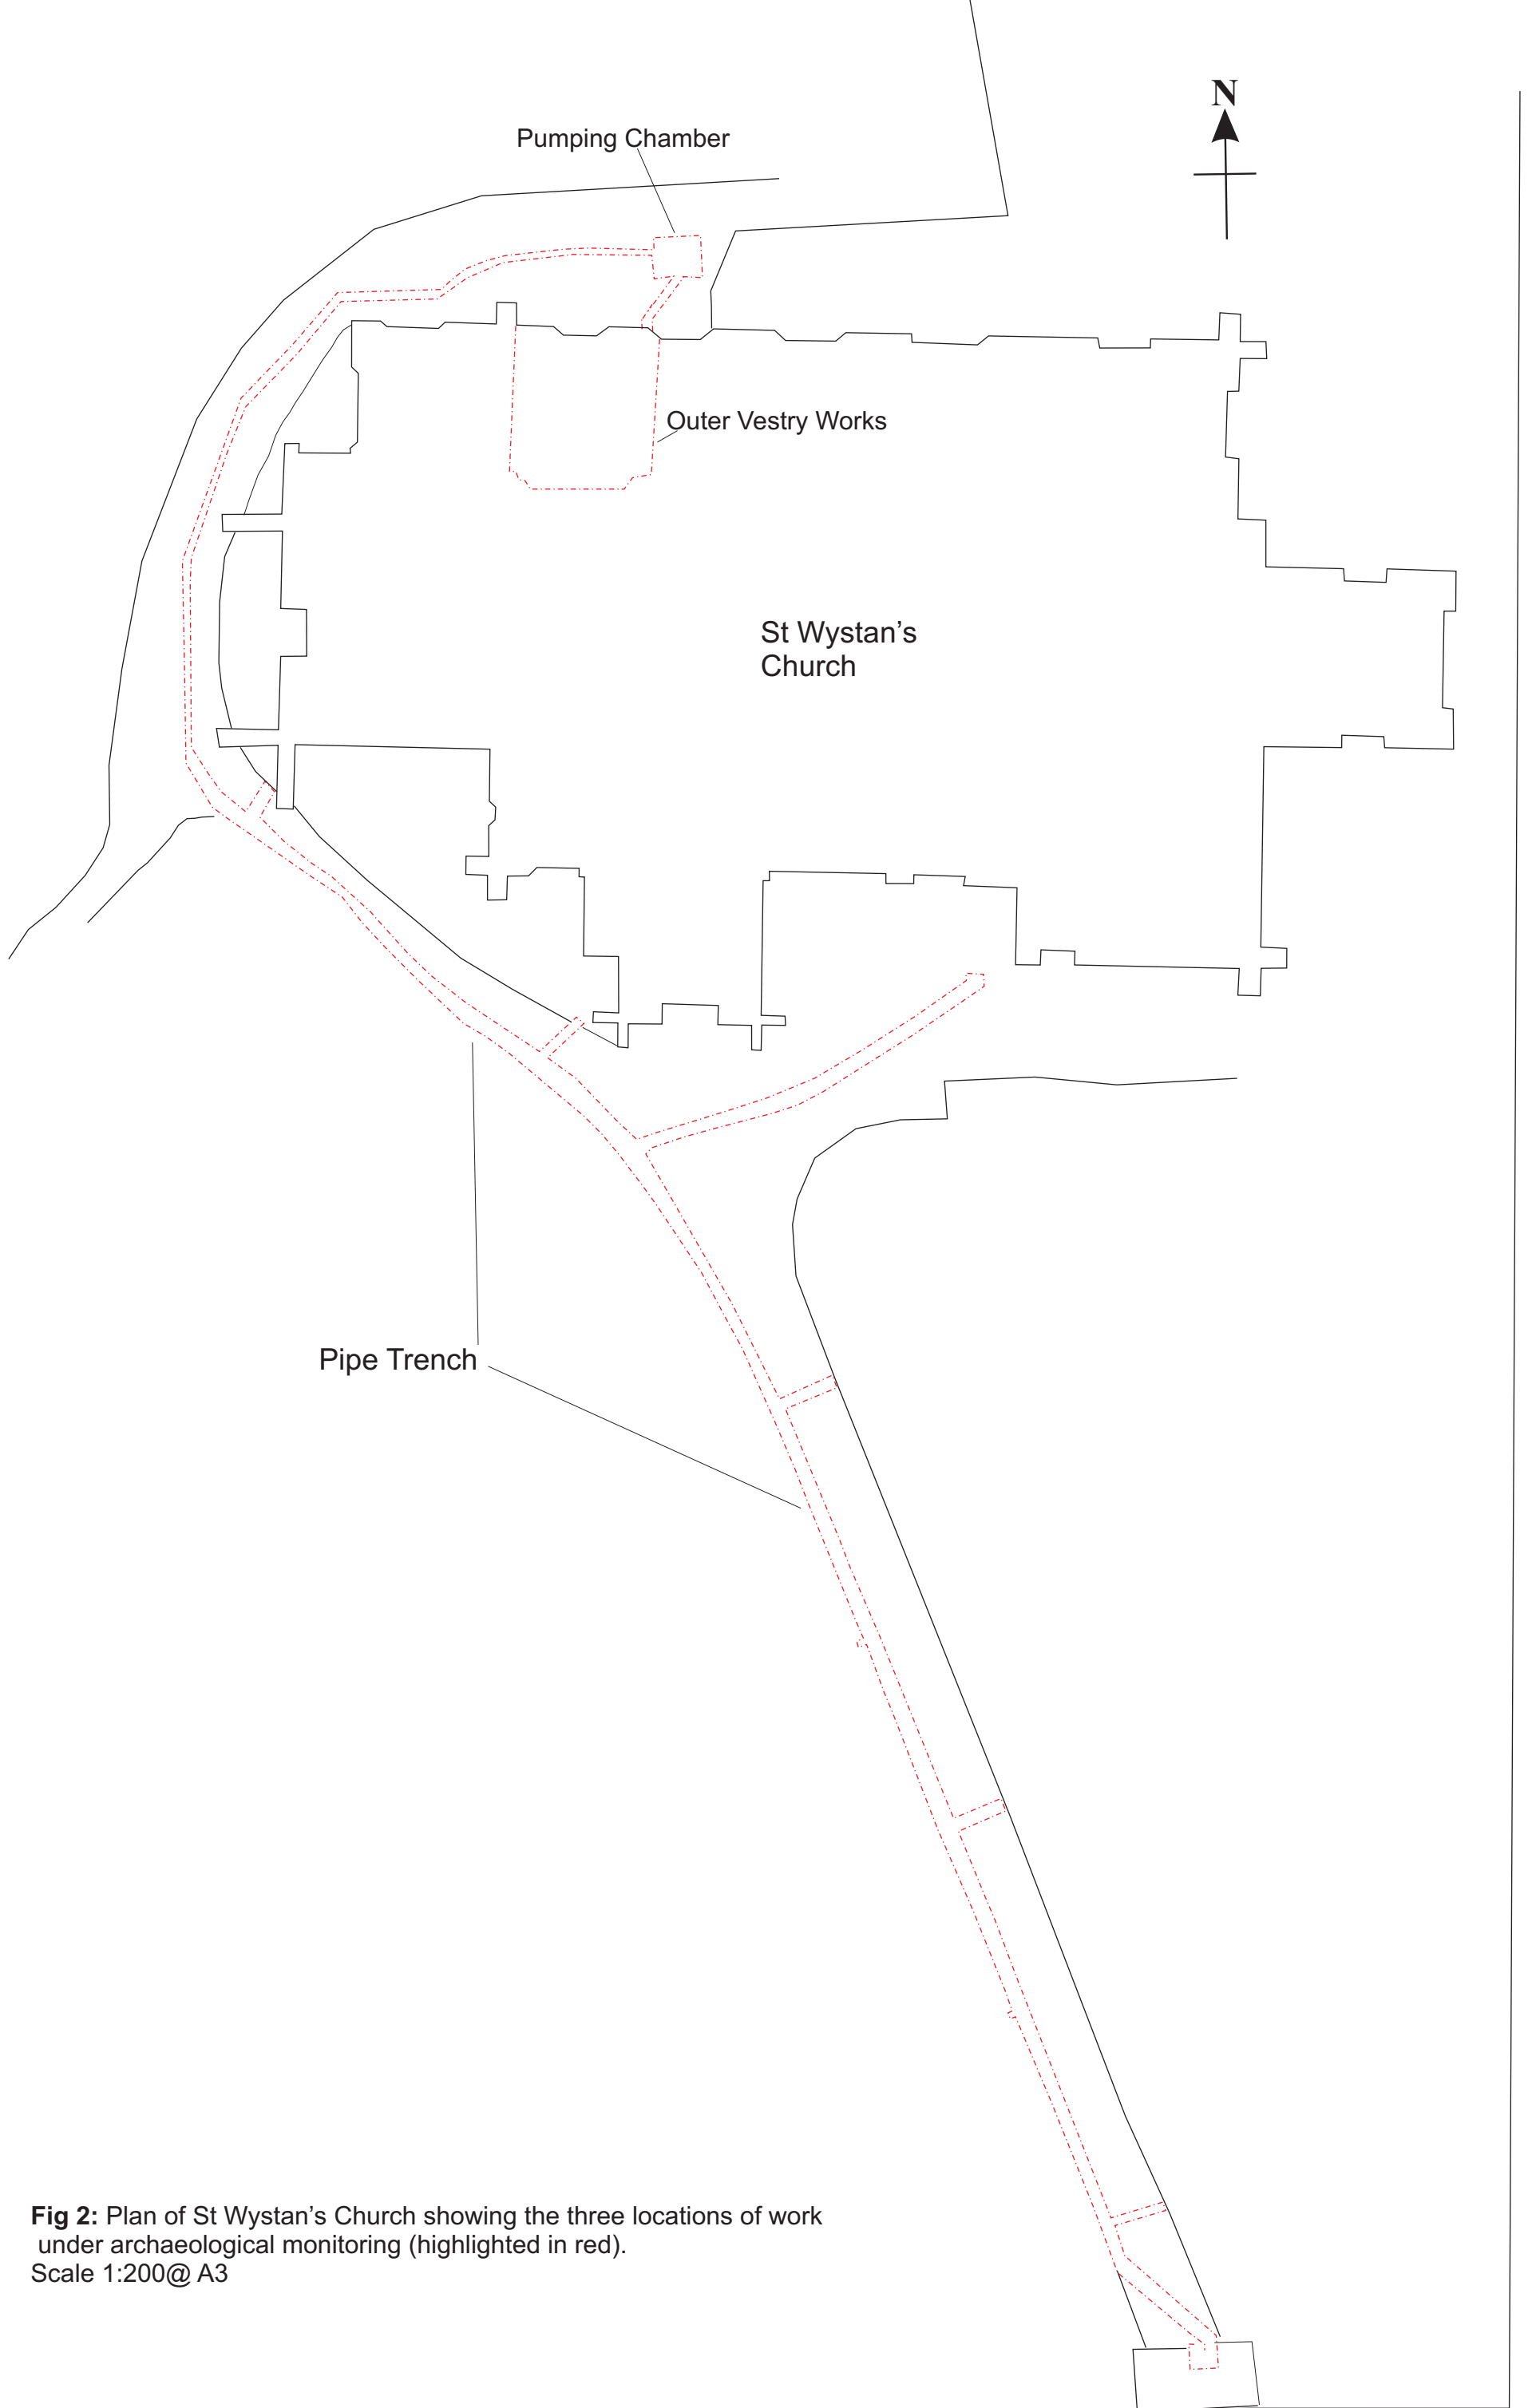 N
Pumping Chamber
Outer Vestry Works
St Wystan’s
Church
Pipe Trench
Fig 2: Plan of St Wystan’s Church showing the three locations of work
under archaeological monitoring (highlighted in red).
Scale 1:200@ A3